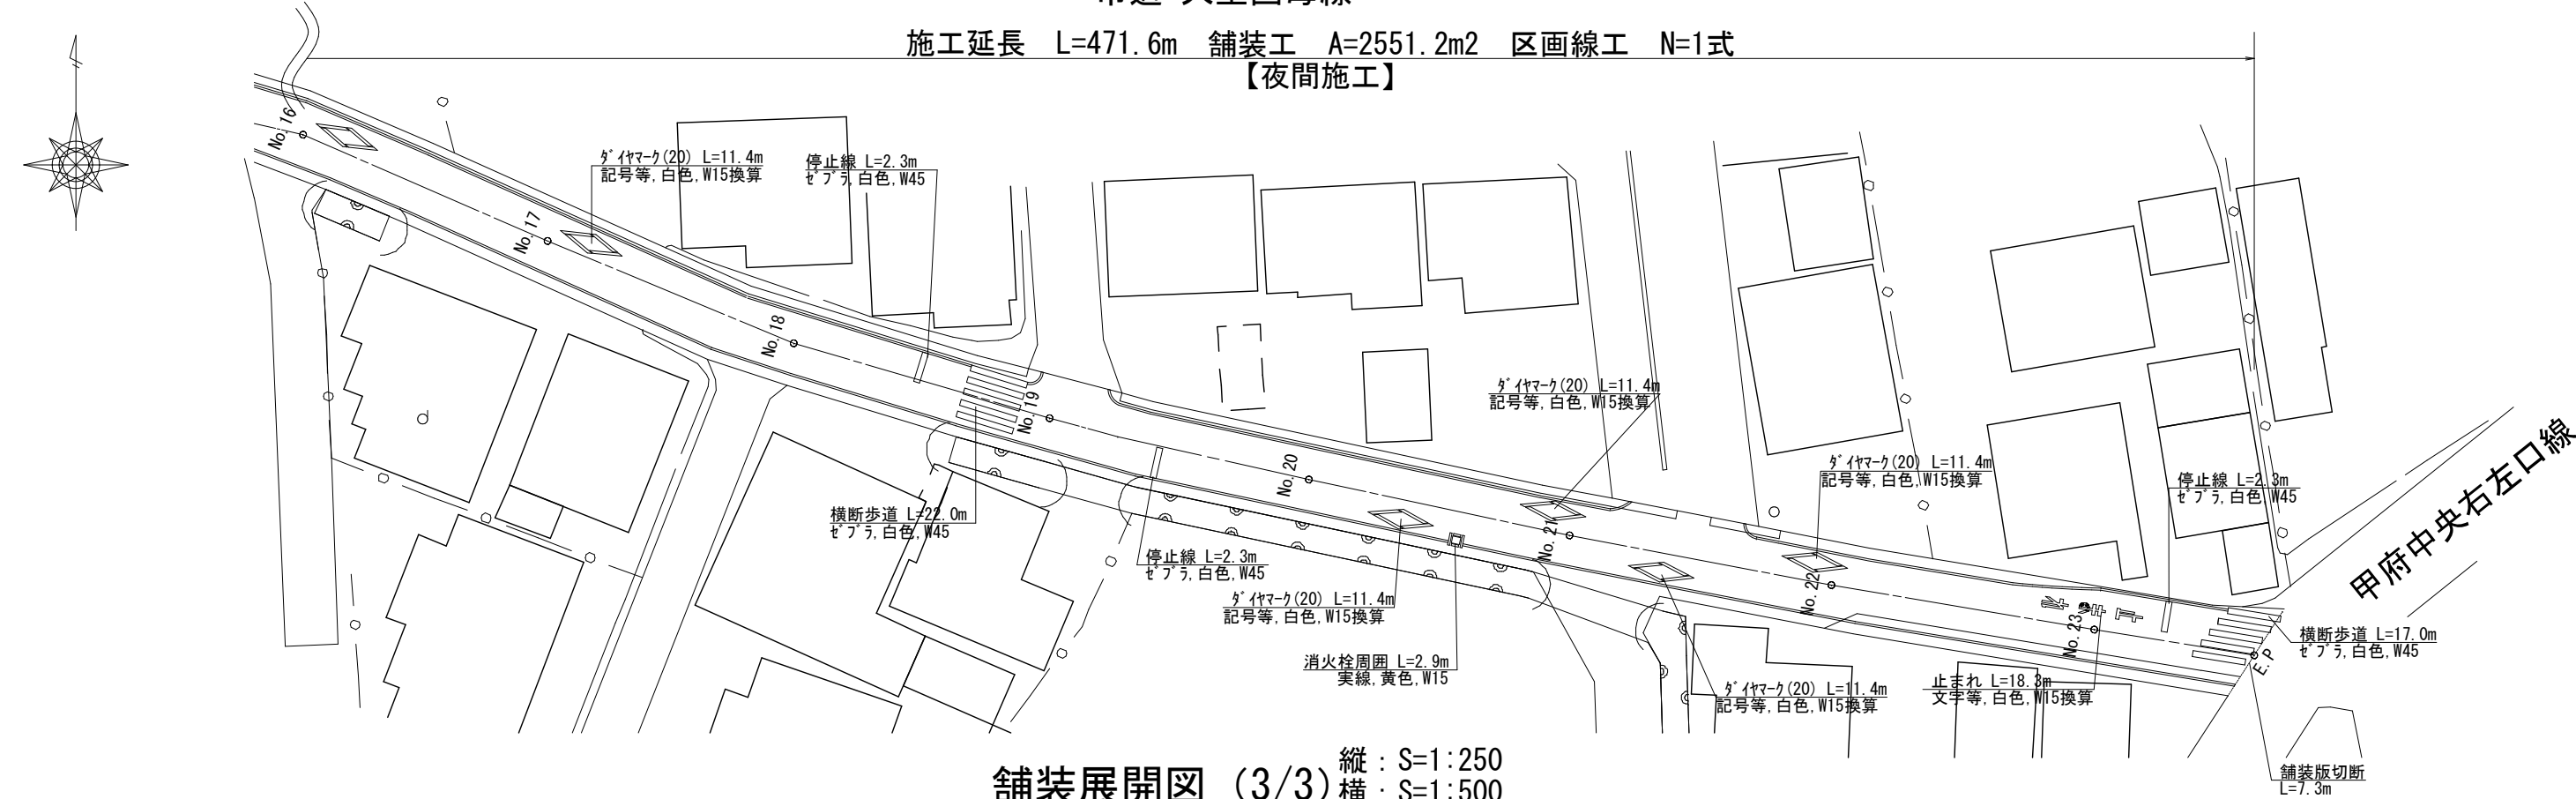 施工延長 L=471.6m 舗装工 A=2551.2m2 区画線工 N=1式
【夜間施工】
No.16
ﾀﾞｲﾔﾏｰｸ(20) L=11.4m
記号等,白色,W15換算
停止線 L=2.3m
ｾﾞﾌﾞﾗ,白色,W45
No.17
No.18
No.19
ﾀﾞｲﾔﾏｰｸ(20) L=11.4m
記号等,白色,W15換算
No.20
ﾀﾞｲﾔﾏｰｸ(20) L=11.4m
記号等,白色,W15換算
停止線 L=2.3m
ｾﾞﾌﾞﾗ,白色,W45
甲府中央右左口線
横断歩道 L=22.0m
ｾﾞﾌﾞﾗ,白色,W45
No.21
停止線 L=2.3m
ｾﾞﾌﾞﾗ,白色,W45
No.22
ﾀﾞｲﾔﾏｰｸ(20) L=11.4m
記号等,白色,W15換算
止まれ
No.23
横断歩道 L=17.0m
ｾﾞﾌﾞﾗ,白色,W45
E.P
消火栓周囲 L=2.9m
実線,黄色,W15
ﾀﾞｲﾔﾏｰｸ(20) L=11.4m
記号等,白色,W15換算
止まれ L=18.3m
文字等,白色,W15換算
舗装版切断
L=7.3m
舗装展開図 (3/3)
縦：S=1:250
横：S=1:500